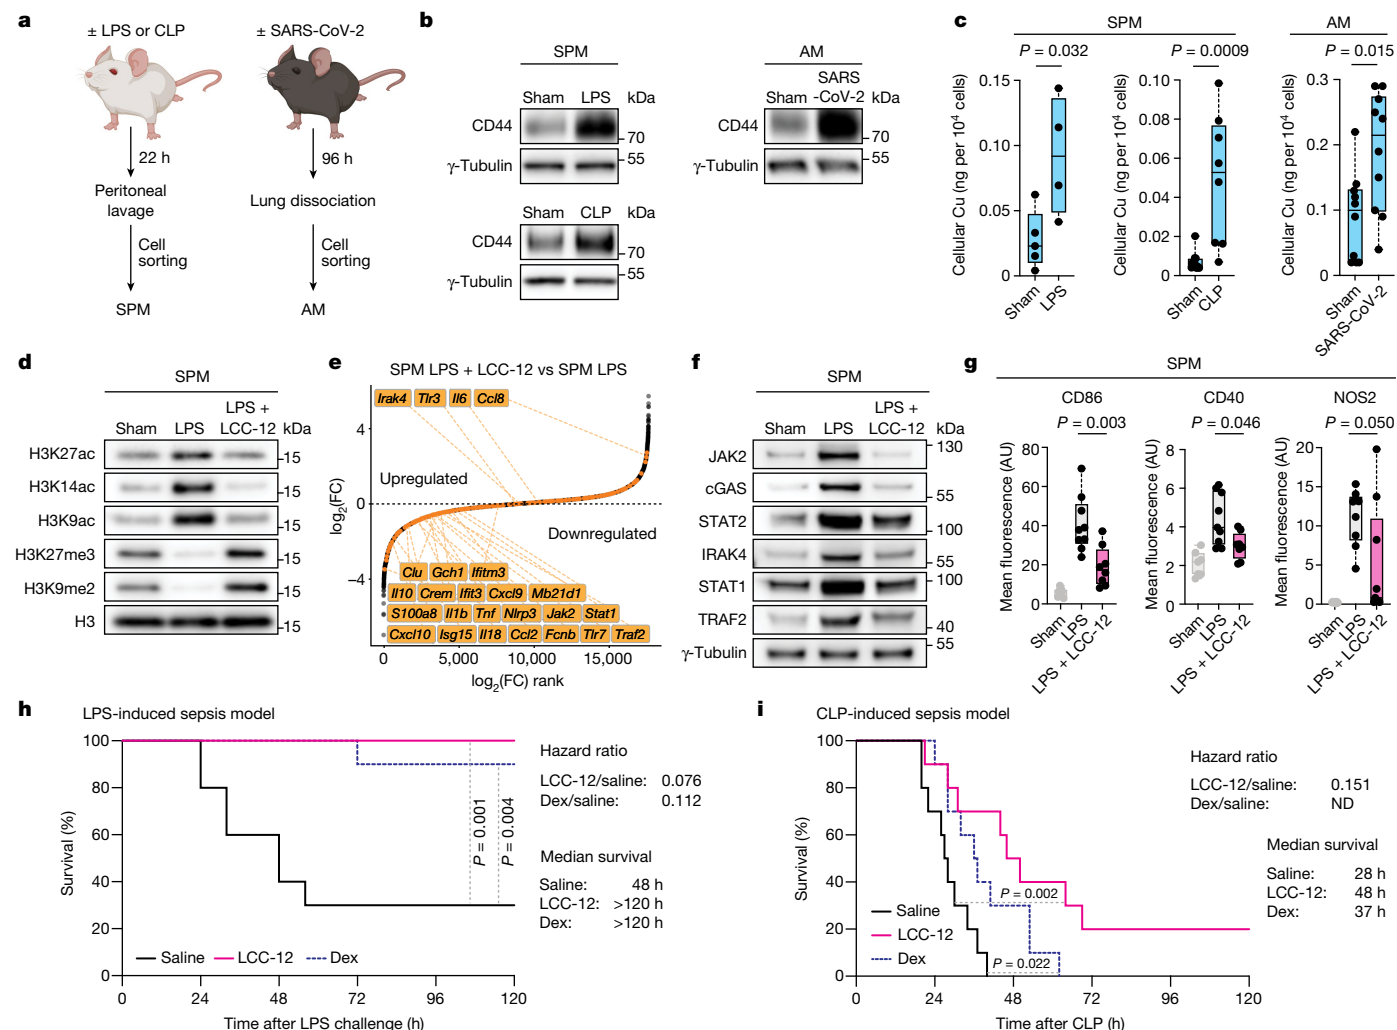 a
± LPS or CLP
± SARS-CoV-2
22 h
96 h
Peritoneal
lavage
Lung dissociation
Cell
sorting
Cell
sorting
SPM
AM
b
SPM
Sham LPS kDa
CD44
70
γ-Tubulin
55
Sham CLP kDa
CD44
70
γ-Tubulin
55
AM
SARS
Sham -CoV-2 kDa
CD44
70
γ-Tubulin
55
c
SPM
AM
P = 0.032
P = 0.0009
P = 0.015
Cellular Cu (ng per 10⁴ cells)
0.15
0.10
0.05
0
Sham
LPS
Cellular Cu (ng per 10⁴ cells)
0.10
0.08
0.06
0.04
0.02
0
Sham
CLP
Cellular Cu (ng per 10⁴ cells)
0.3
0.2
0.1
0
Sham
SARS-CoV-2
d
SPM
LPS +
Sham LPS LCC-12 kDa
H3K27ac 15
H3K14ac 15
H3K9ac 15
H3K27me3 15
H3K9me2 15
H3 15
e
SPM LPS + LCC-12 vs SPM LPS
Irak4 Tlr3 Il6 Ccl8
Upregulated
Downregulated
log₂(FC)
4
0
−4
Clu Gch1 Ifitm3
Il10 Crem Ifit3 Cxcl9 Mb21d1
S100a8 Il1b Tnf Nlrp3 Jak2 Stat1
Cxcl10 Isg15 Il18 Ccl2 Fcnb Tlr7 Traf2
0 5,000 10,000 15,000
log₂(FC) rank
f
SPM
LPS +
Sham LPS LCC-12 kDa
JAK2 130
cGAS 55
STAT2 100
IRAK4 55
STAT1 100
TRAF2 40
γ-Tubulin 55
g
SPM
CD86
CD40
NOS2
P = 0.003
P = 0.046
P = 0.050
Mean fluorescence (AU)
80
60
40
20
0
Sham
LPS
LPS + LCC-12
Mean fluorescence (AU)
8
6
4
2
0
Sham
LPS
LPS + LCC-12
Mean fluorescence (AU)
20
15
10
5
0
Sham
LPS
LPS + LCC-12
h
LPS-induced sepsis model
Survival (%)
100
80
60
40
20
0
P = 0.001
P = 0.004
Saline LCC-12 Dex
0 24 48 72 96 120
Time after LPS challenge (h)
Hazard ratio
LCC-12/saline: 0.076
Dex/saline: 0.112
Median survival
Saline: 48 h
LCC-12: >120 h
Dex: >120 h
i
CLP-induced sepsis model
Survival (%)
100
80
60
40
20
0
Saline
LCC-12
Dex
P = 0.002
P = 0.022
0 24 48 72 96 120
Time after CLP (h)
Hazard ratio
LCC-12/saline: 0.151
Dex/saline: ND
Median survival
Saline: 28 h
LCC-12: 48 h
Dex: 37 h